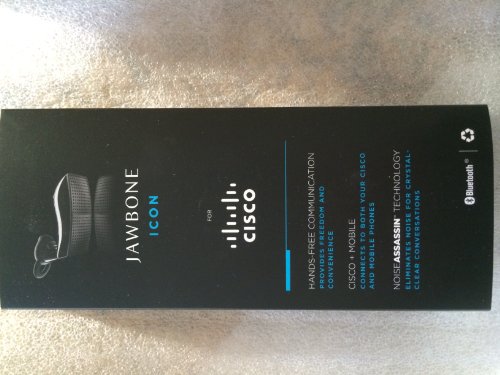 JAWBONE
ICON
FOR
CISCO
HANDS-FREE COMMUNICATION
PROVIDES FREEDOM AND
CONVENIENCE
CISCO + MOBILE
CONNECTS TO BOTH YOUR CISCO
AND MOBILE PHONES
NOISEASSASSIN™ TECHNOLOGY
ELIMINATES NOISE FOR CRYSTAL-
CLEAR CONVERSATIONS
Bluetooth®